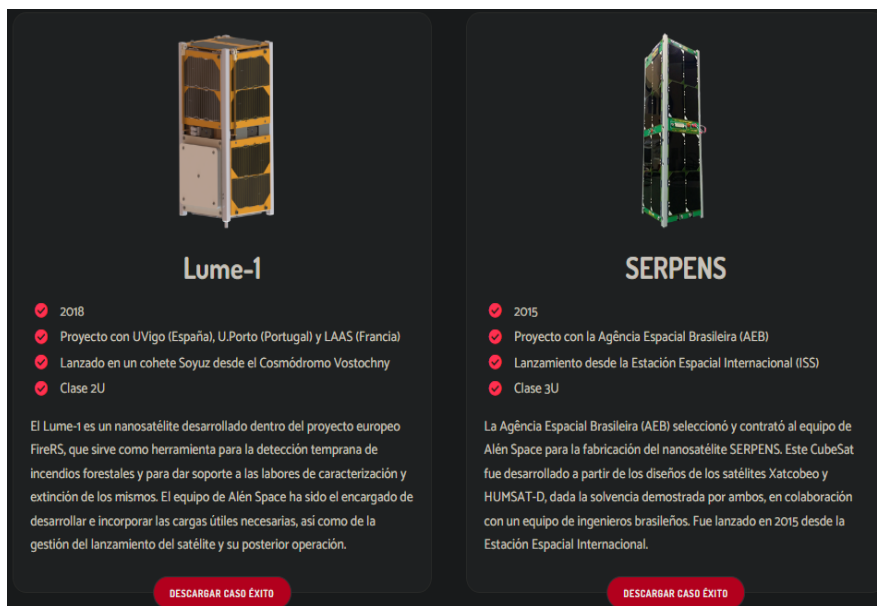 Lume-1
2018
Proyecto con UVigo (España), U.Porto (Portugal) y LAAS (Francia)
Lanzado en un cohete Soyuz desde el Cosmódromo Vostochny
Clase 2U
El Lume-1 es un nanosatélite desarrollado dentro del proyecto europeo
FireRS, que sirve como herramienta para la detección temprana de
incendios forestales y para dar soporte a las labores de caracterización y
extinción de los mismos. El equipo de Alén Space ha sido el encargado de
desarrollar e incorporar las cargas útiles necesarias, así como de la
gestión del lanzamiento del satélite y su posterior operación.
DESCARGAR CASO ÉXITO
SERPENS
2015
Proyecto con la Agência Espacial Brasileira (AEB)
Lanzamiento desde la Estación Espacial Internacional (ISS)
Clase 3U
La Agência Espacial Brasileira (AEB) seleccionó y contrató al equipo de
Alén Space para la fabricación del nanosatélite SERPENS. Este CubeSat
fue desarrollado a partir de los diseños de los satélites Xatcobeo y
HUMSAT-D, dada la solvencia demostrada por ambos, en colaboración
con un equipo de ingenieros brasileños. Fue lanzado en 2015 desde la
Estación Espacial Internacional.
DESCARGAR CASO ÉXITO